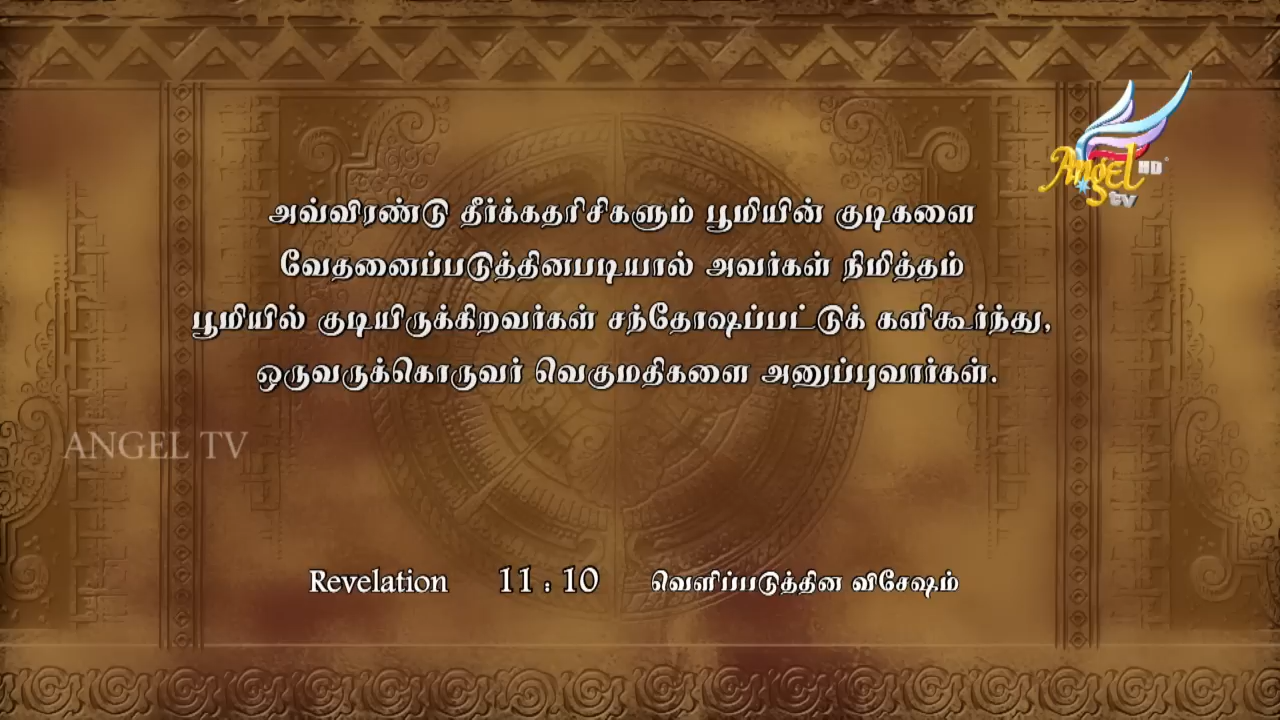 Angel HD
tv
அவ்விரண்டு தீர்க்கதரிசிகளும் பூமியின் குடிகளை
வேதனைப்படுத்தினபடியால் அவர்கள் நிமித்தம்
பூமியில் குடியிருக்கிறவர்கள் சந்தோஷப்பட்டுக் களிகூர்ந்து,
ஒருவருக்கொருவர் வெகுமதிகளை அனுப்புவார்கள்.
ANGEL TV
Revelation 11 : 10 வெளிப்படுத்தின விசேஷம்